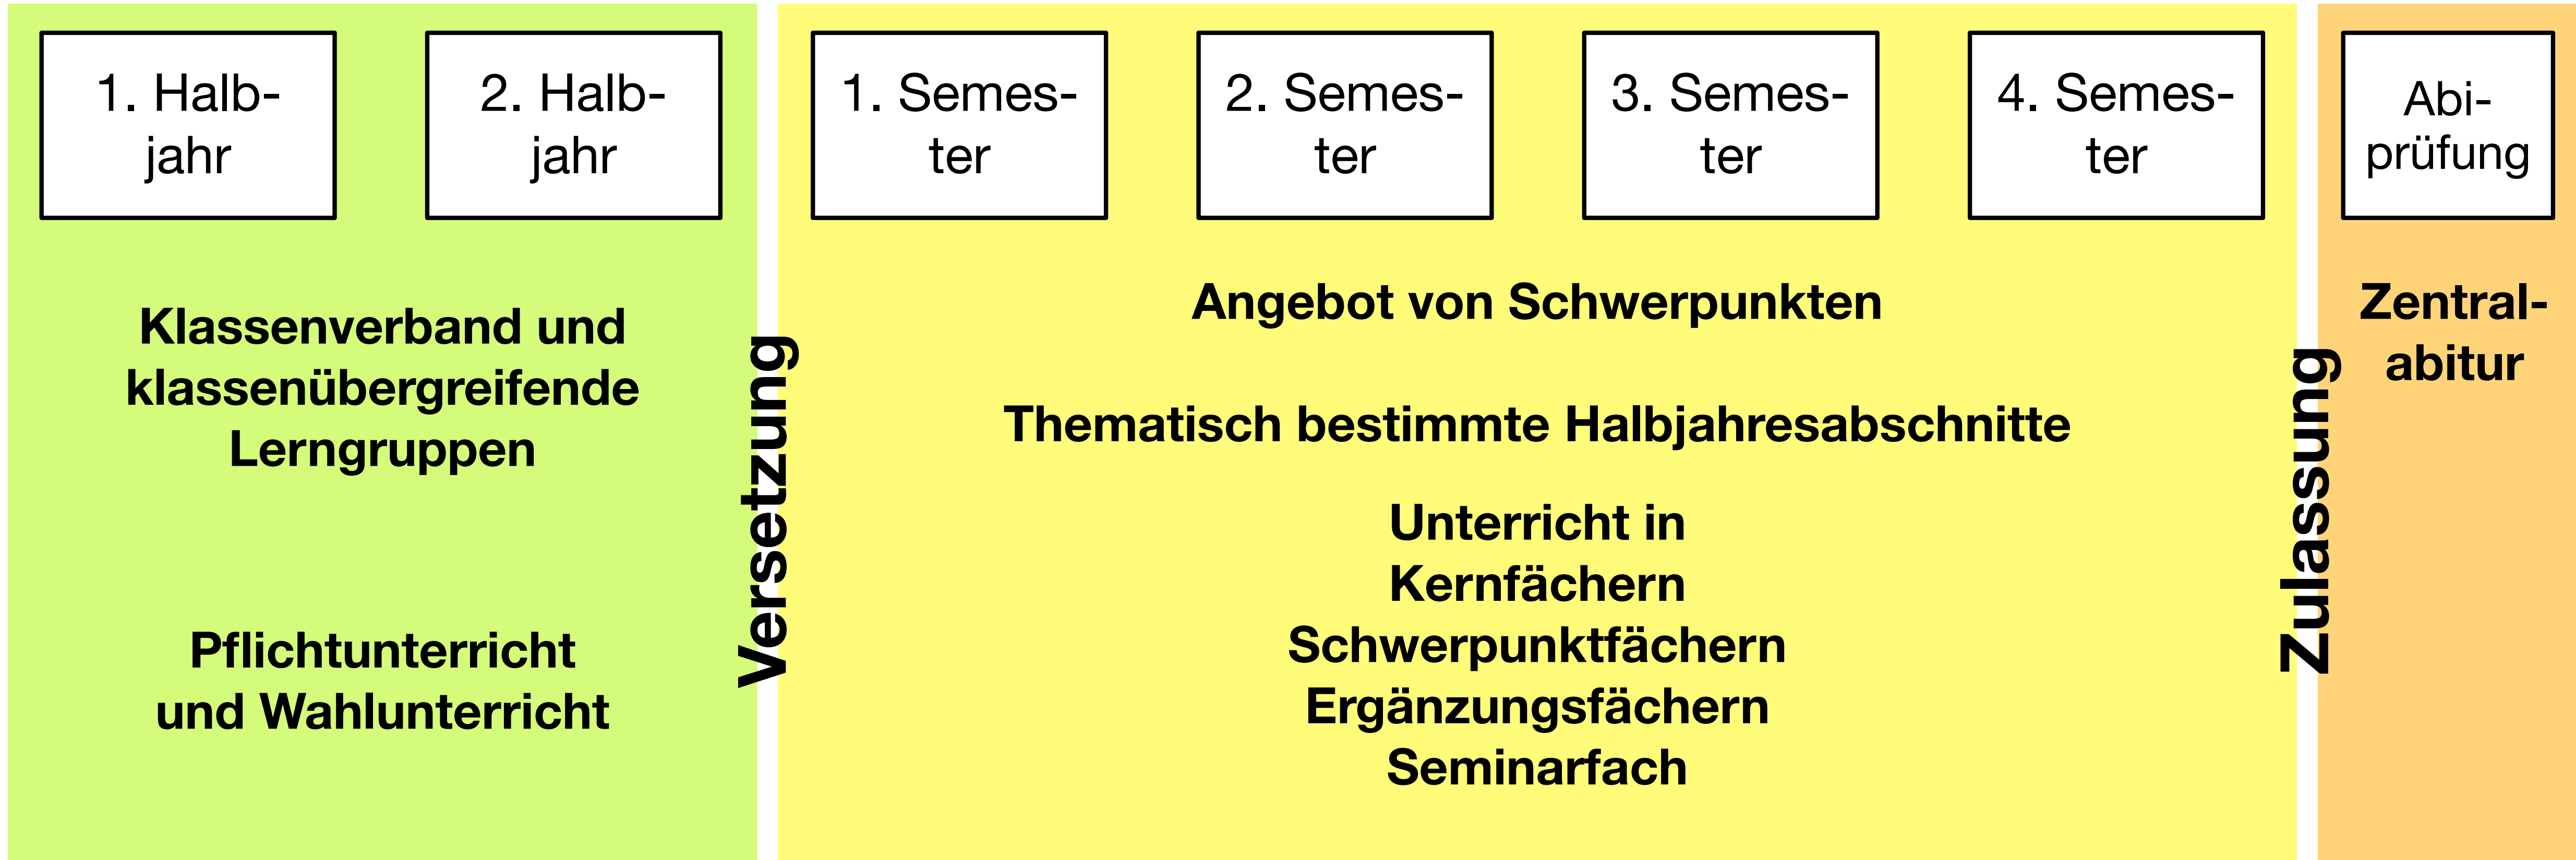 1. Halb-
jahr
2. Halb-
jahr
Klassenverband und
klassenübergreifende
Lerngruppen
Pflichtunterricht
und Wahlunterricht
Versetzung
1. Semes-
ter
2. Semes-
ter
3. Semes-
ter
4. Semes-
ter
Angebot von Schwerpunkten
Thematisch bestimmte Halbjahresabschnitte
Unterricht in
Kernfächern
Schwerpunktfächern
Ergänzungsfächern
Seminarfach
Zulassung
Abi-
prüfung
Zentral-
abitur